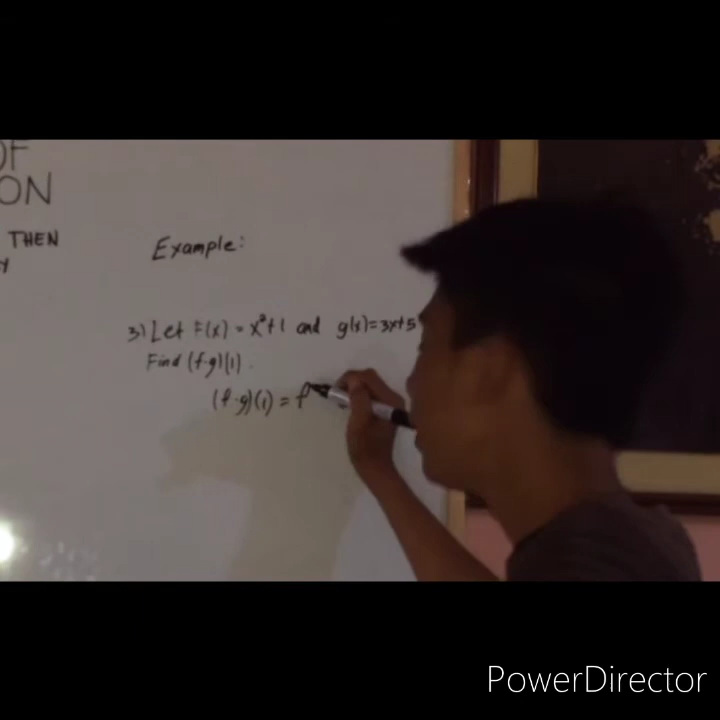 OF
ON
THEN
Y
Example:
3) Let F(x) = x²+1 and g(x)=3x+5
Find (f·g)(1).
(f·g)(1) = f
PowerDirector